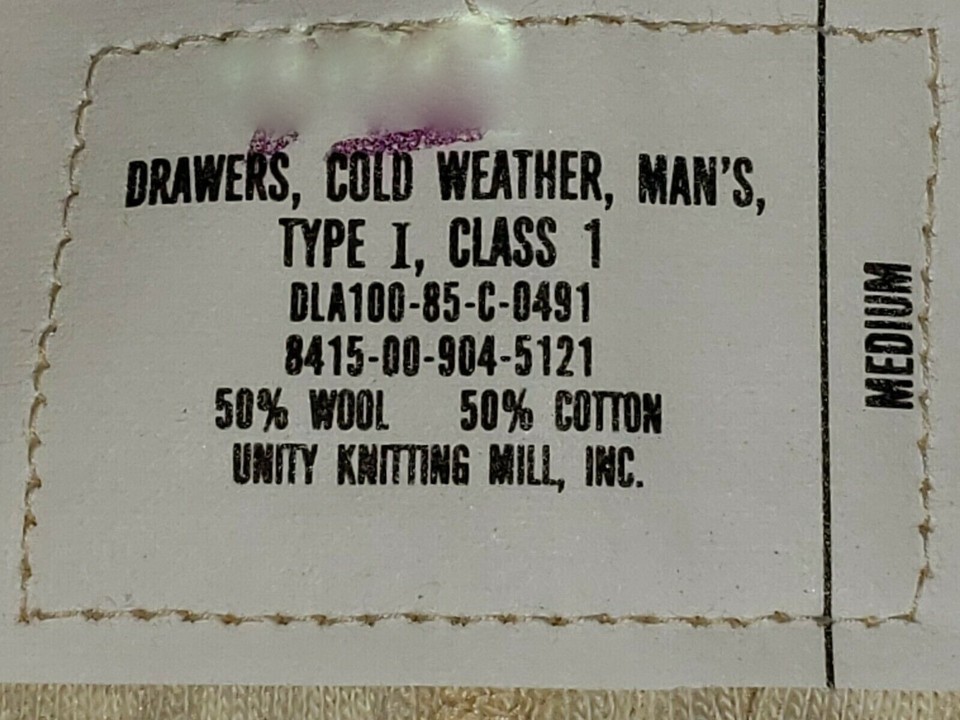 DRAWERS, COLD WEATHER, MAN'S,
TYPE I, CLASS 1
DLA100-85-C-0491
8415-00-904-5121
50% WOOL 50% COTTON
UNITY KNITTING MILL, INC.
MEDIUM